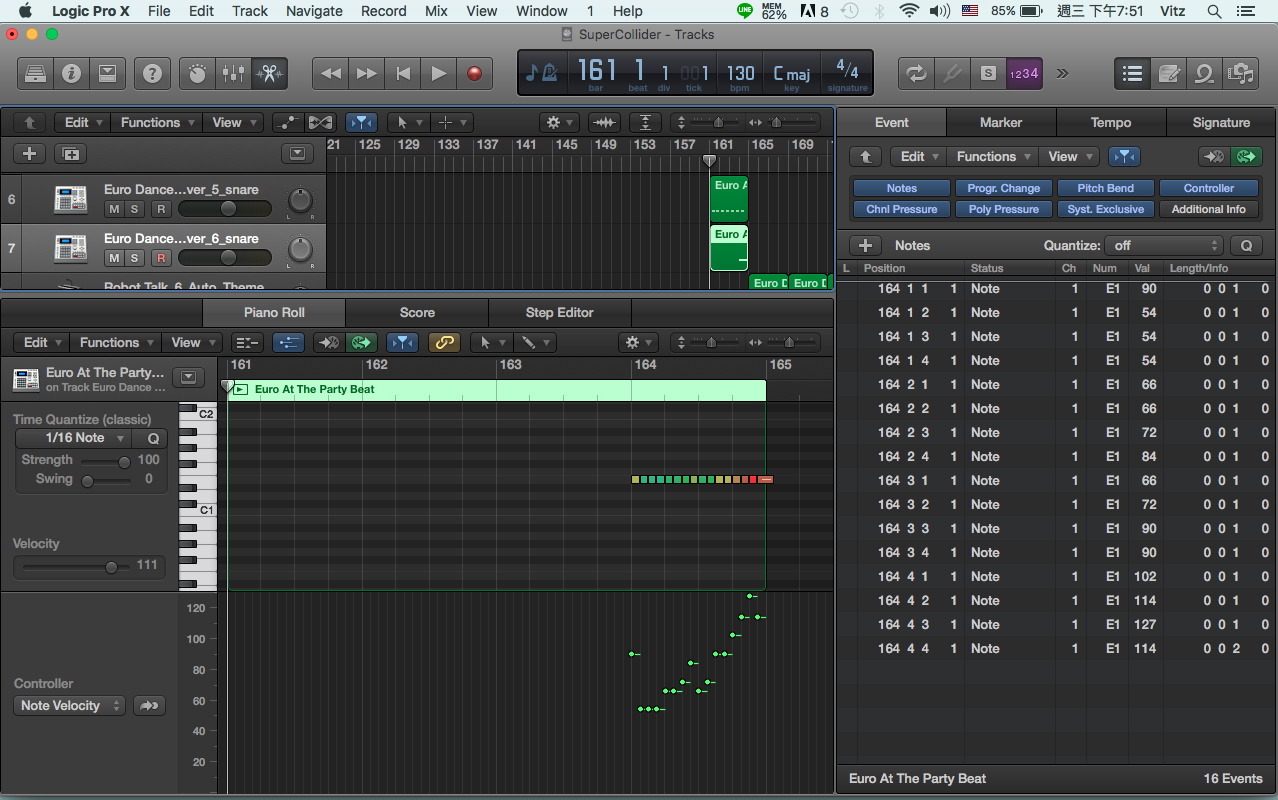 Logic Pro X File Edit Track Navigate Record Mix View Window 1 Help LINE MEM 62% 8 85% 週三 下午7:51 Vitz
SuperCollider - Tracks
161 1 1 001 130 C maj 4/4
bar beat div tick bpm key signature
S 1234
Edit Functions View
121 125 129 133 137 141 145 149 153 157 161 165 169
6 Euro Dance...ver_5_snare
M S R L R
Euro A
7 Euro Dance...ver_6_snare
M S R L R
Euro A
Robot Talk 6 Auto Theme
Euro D Euro D
Piano Roll Score Step Editor
Edit Functions View
161 162 163 164 165
Euro At The Party...
on Track Euro Dance ...
Euro At The Party Beat
Time Quantize (classic)
1/16 Note Q
Strength 100
Swing 0
Velocity
111
C2
C1
Controller
Note Velocity
120
100
80
60
40
20
Event Marker Tempo Signature
Edit Functions View
Notes Progr. Change Pitch Bend Controller
Chnl Pressure Poly Pressure Syst. Exclusive Additional Info
Notes Quantize: off Q
L Position Status Ch Num Val Length/Info
164 1 1 1 Note 1 E1 90 0 0 1 0
164 1 2 1 Note 1 E1 54 0 0 1 0
164 1 3 1 Note 1 E1 54 0 0 1 0
164 1 4 1 Note 1 E1 54 0 0 1 0
164 2 1 1 Note 1 E1 66 0 0 1 0
164 2 2 1 Note 1 E1 66 0 0 1 0
164 2 3 1 Note 1 E1 72 0 0 1 0
164 2 4 1 Note 1 E1 84 0 0 1 0
164 3 1 1 Note 1 E1 66 0 0 1 0
164 3 2 1 Note 1 E1 72 0 0 1 0
164 3 3 1 Note 1 E1 90 0 0 1 0
164 3 4 1 Note 1 E1 90 0 0 1 0
164 4 1 1 Note 1 E1 102 0 0 1 0
164 4 2 1 Note 1 E1 114 0 0 1 0
164 4 3 1 Note 1 E1 127 0 0 1 0
164 4 4 1 Note 1 E1 114 0 0 2 0
Euro At The Party Beat 16 Events